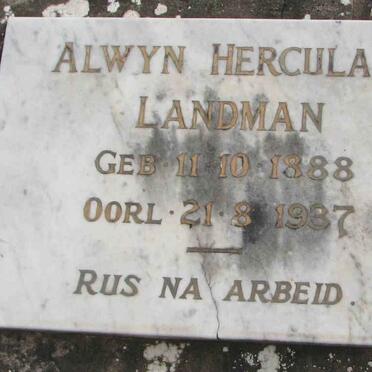 ALWYN HERCULA
LANDMAN
GEB·11·10·1888
OORL·21·8·1937
RUS NA ARBEID.